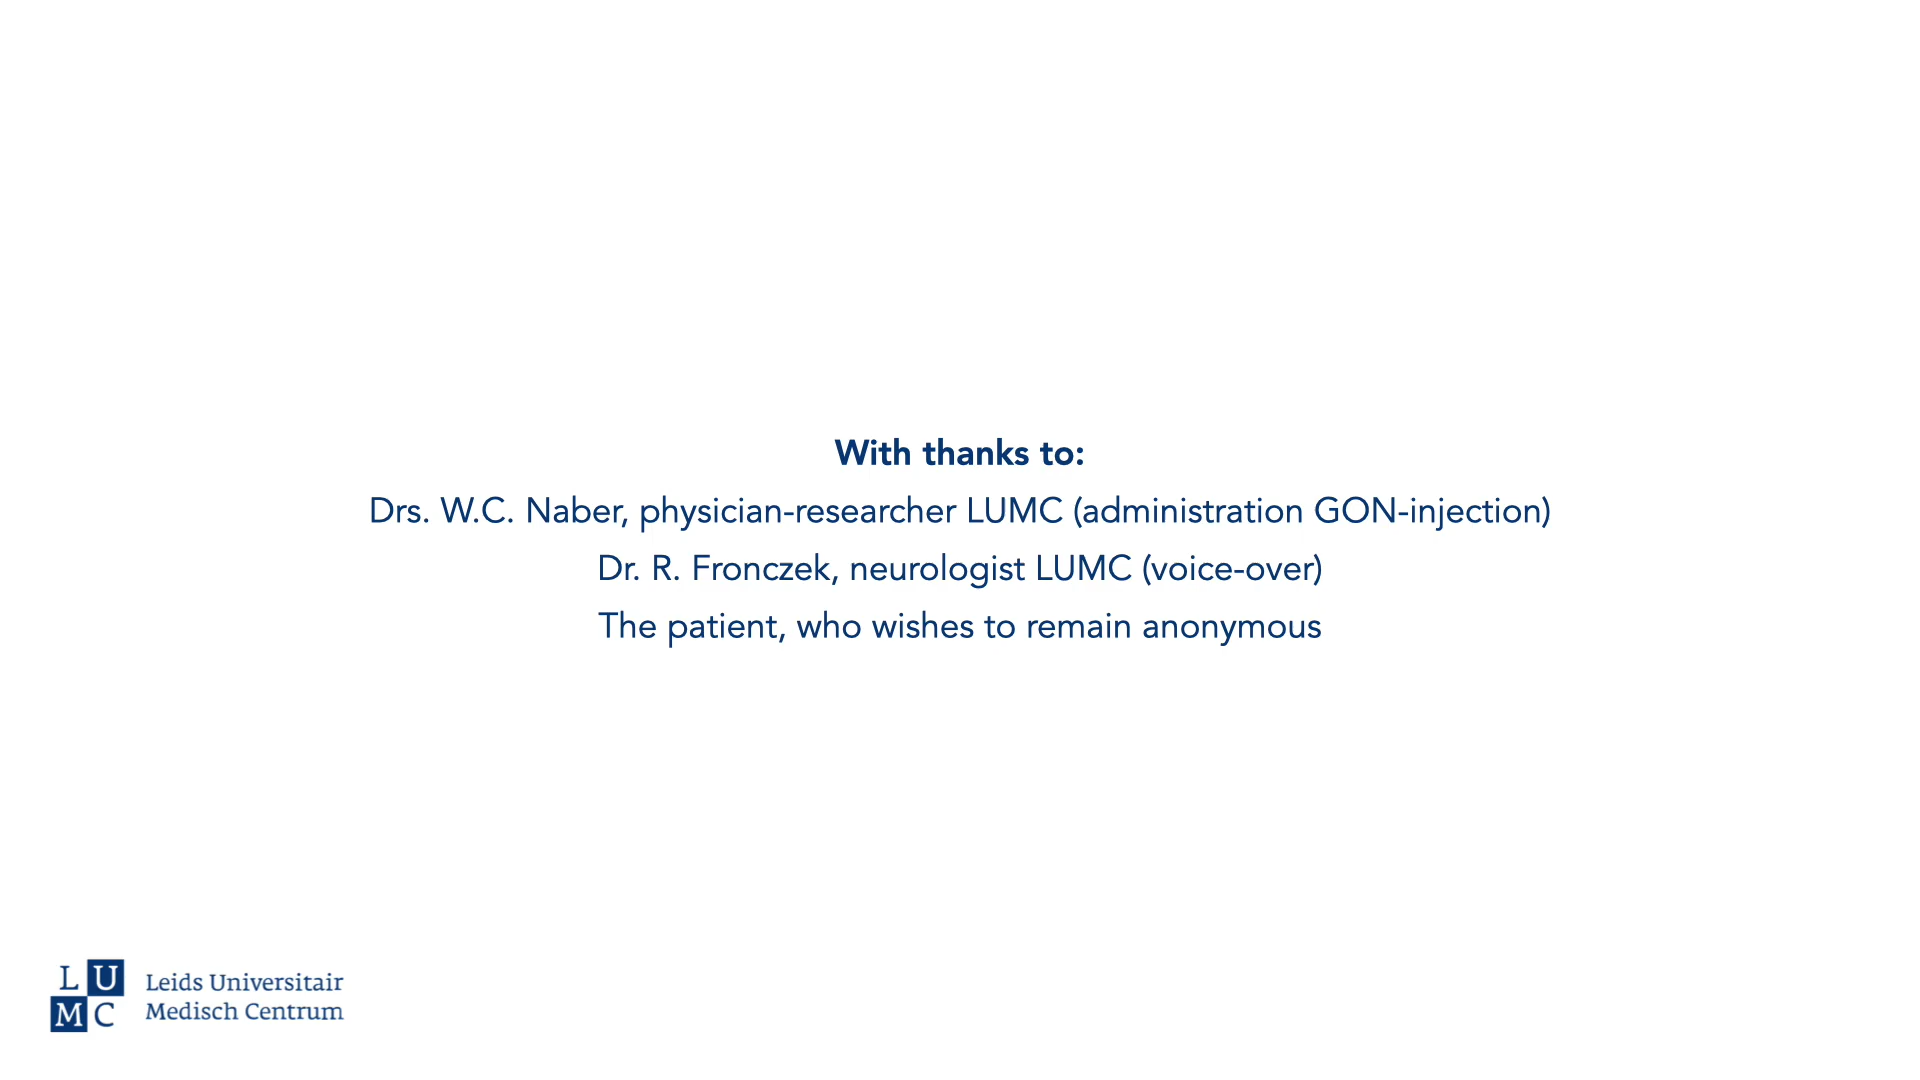 With thanks to:
Drs. W.C. Naber, physician-researcher LUMC (administration GON-injection)
Dr. R. Fronczek, neurologist LUMC (voice-over)
The patient, who wishes to remain anonymous
L U
M C
Leids Universitair
Medisch Centrum